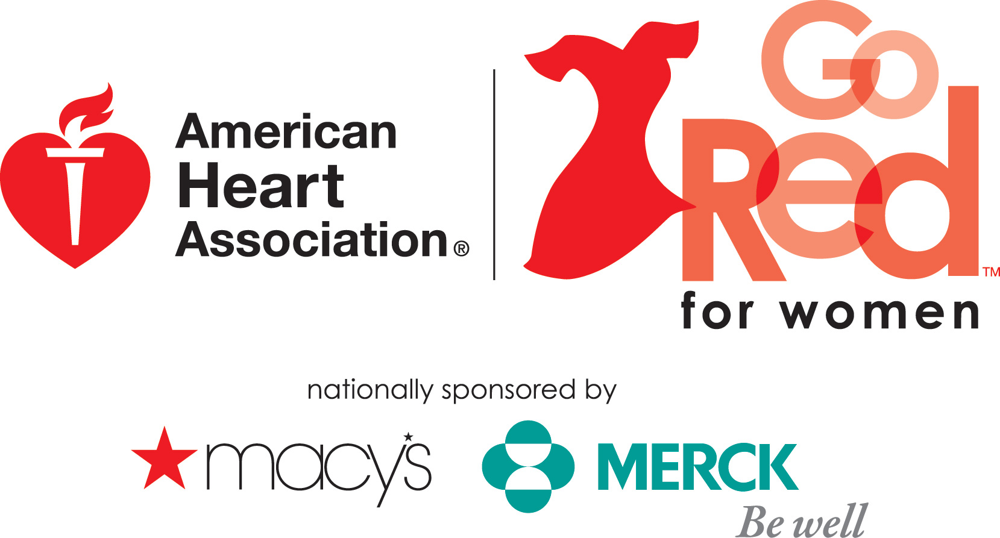 American
Heart
Association®
Go
Red™
for women
nationally sponsored by
macy's
MERCK
Be well